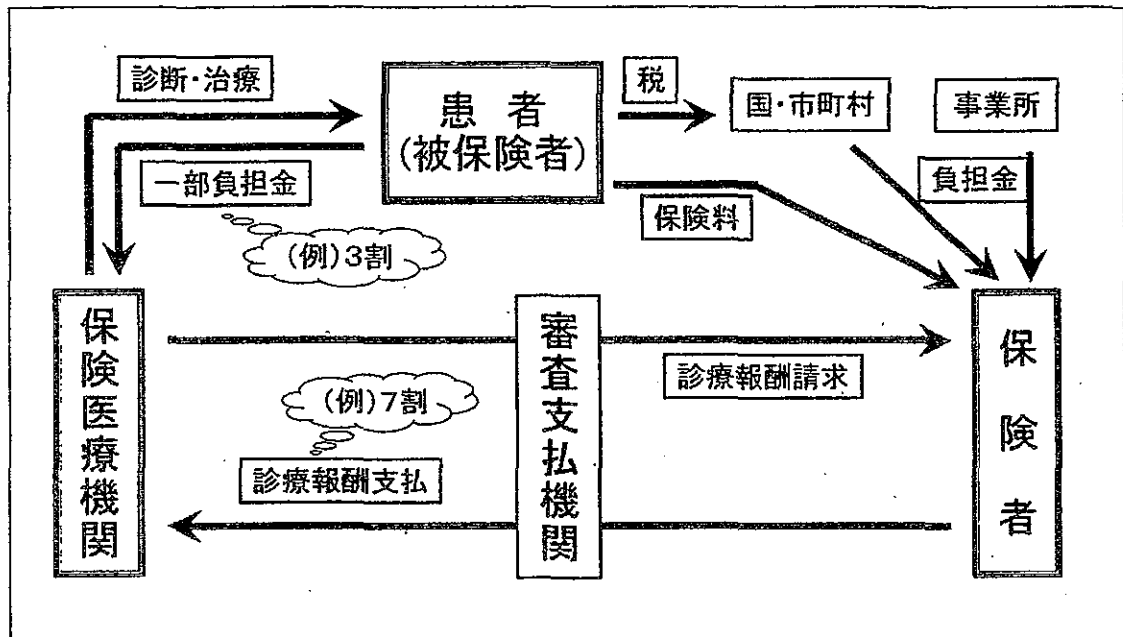 診断・治療
患者
(被保険者)
税
国・市町村
事業所
一部負担金
(例)3割
保険料
負担金
保険医療機関
審査支払機関
保険者
診療報酬請求
(例)7割
診療報酬支払